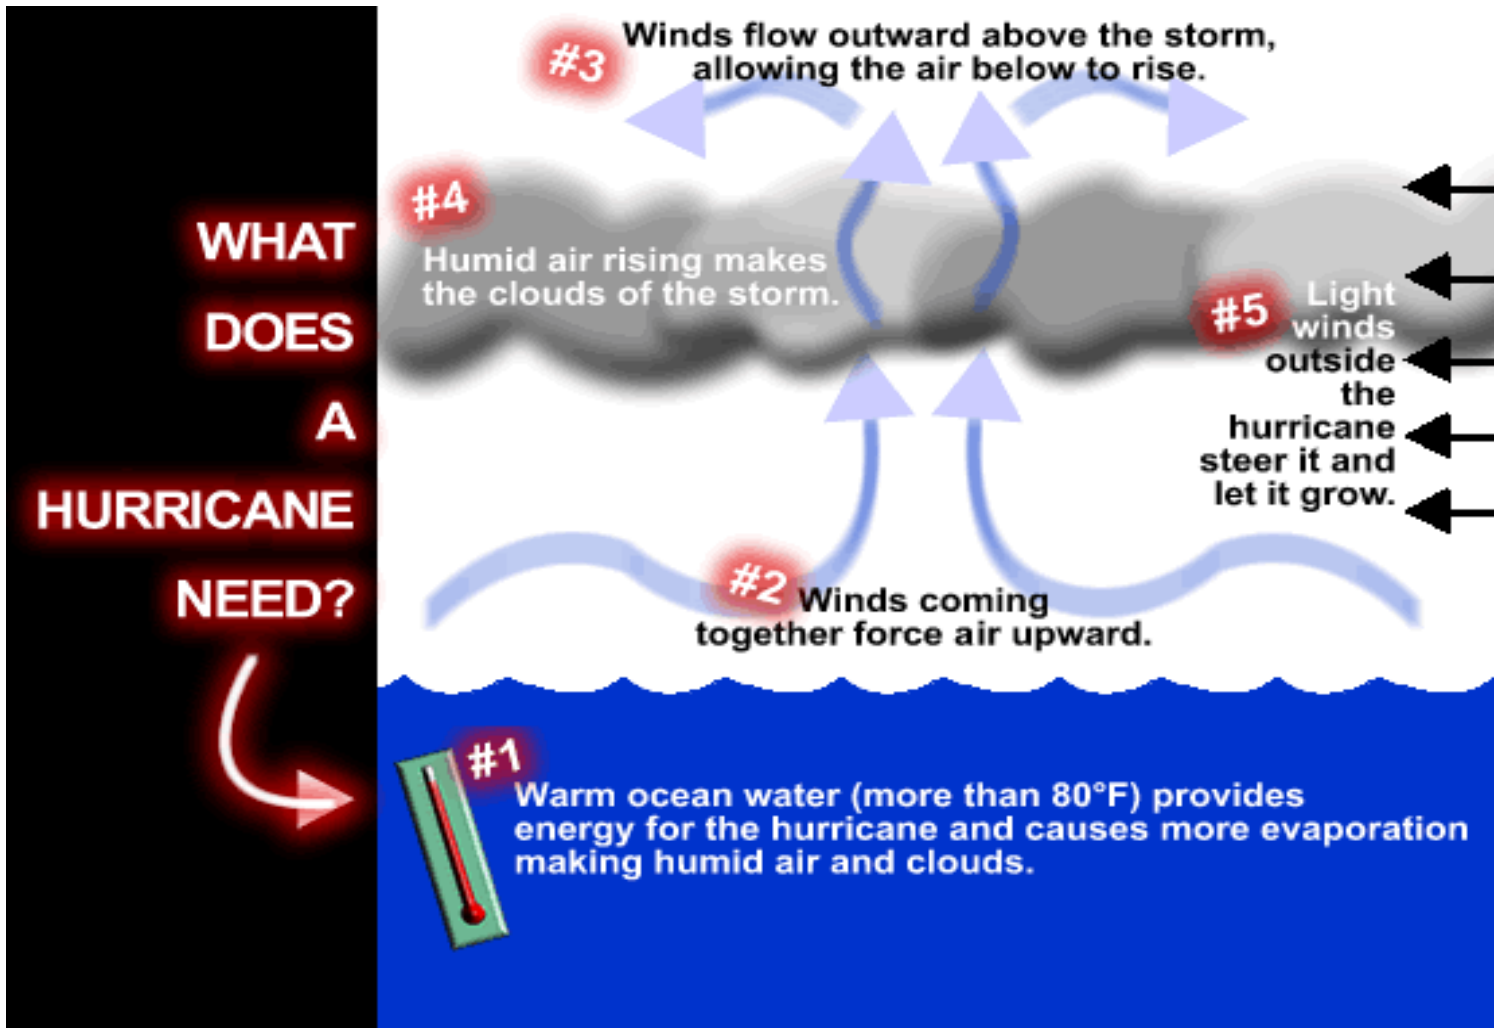 WHAT
DOES
A
HURRICANE
NEED?
#3
Winds flow outward above the storm,
allowing the air below to rise.
#4
Humid air rising makes
the clouds of the storm.
#5
Light
winds
outside
the
hurricane
steer it and
let it grow.
#2
Winds coming
together force air upward.
#1
Warm ocean water (more than 80°F) provides
energy for the hurricane and causes more evaporation
making humid air and clouds.